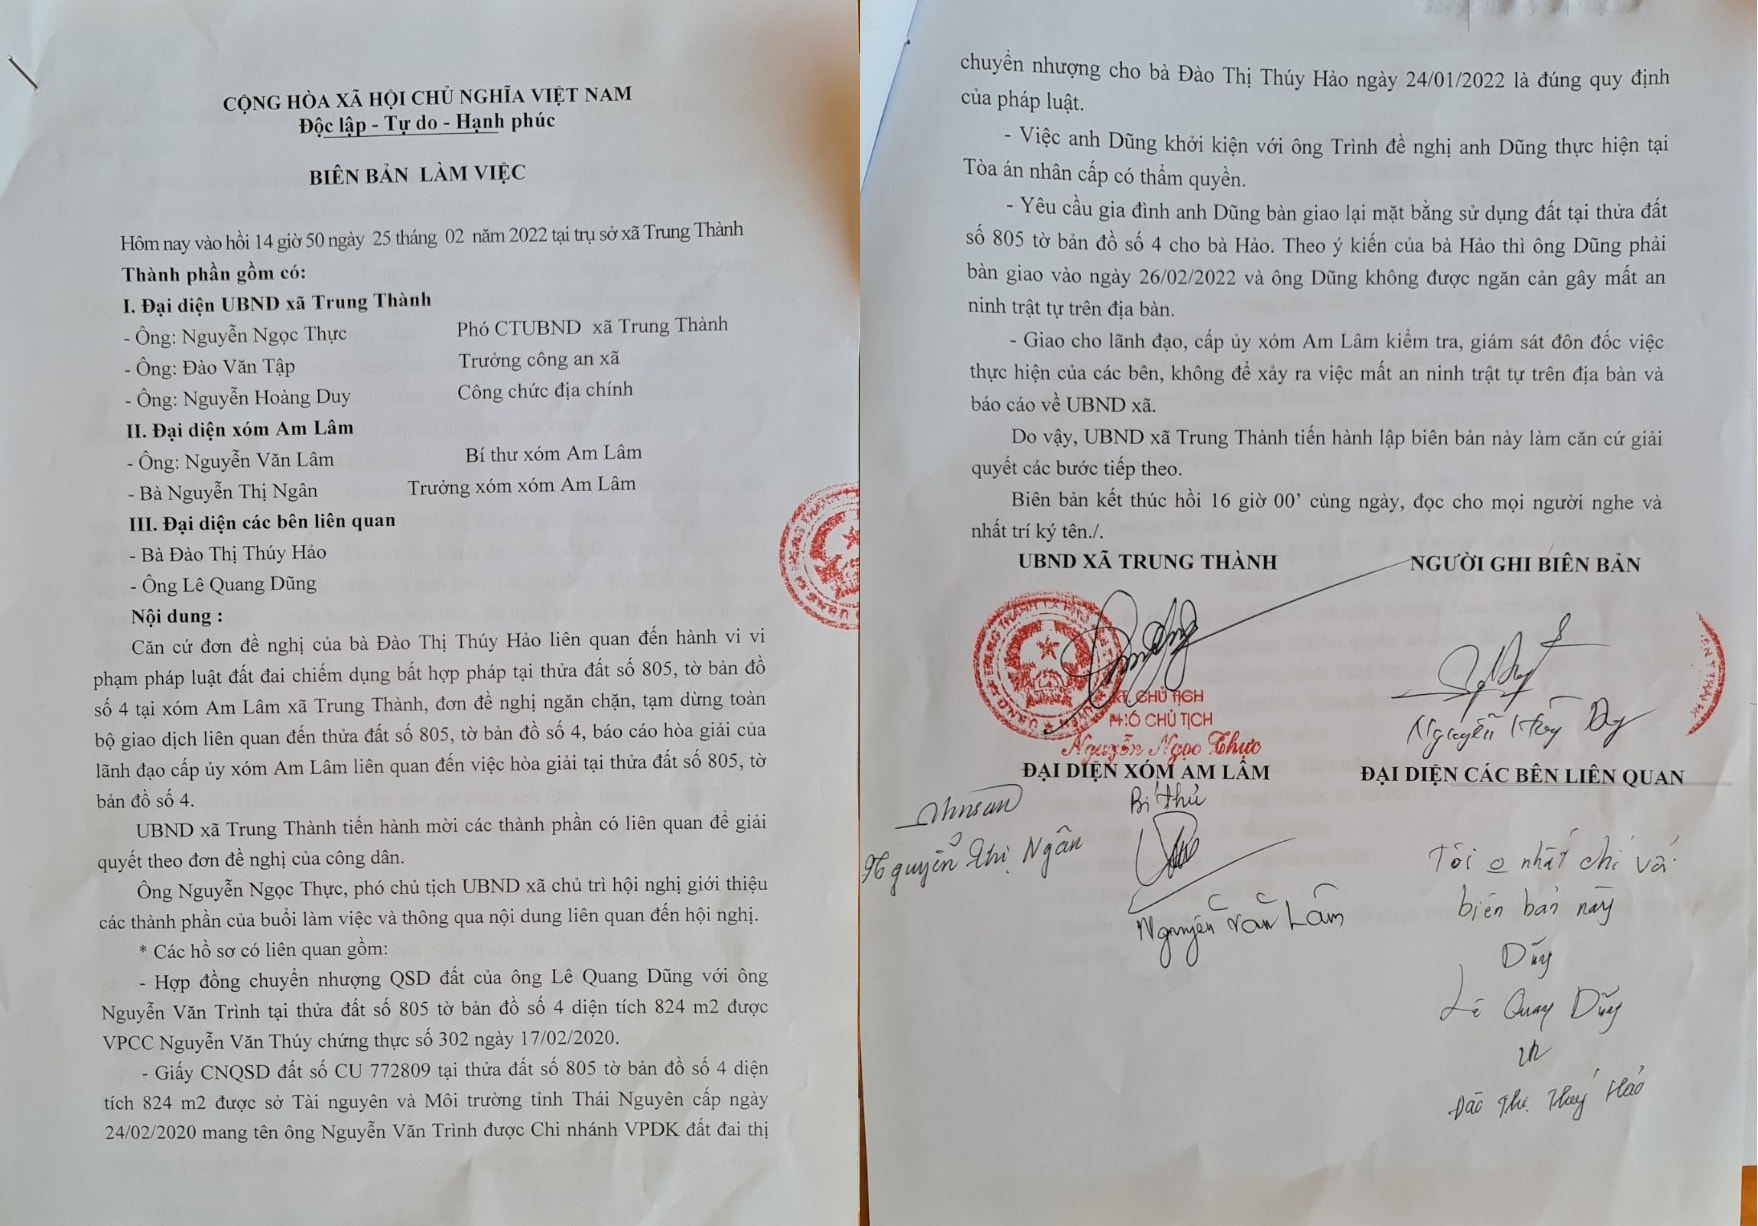 CỘNG HÒA XÃ HỘI CHỦ NGHĨA VIỆT NAM
Độc lập - Tự do - Hạnh phúc
BIÊN BẢN LÀM VIỆC
Hôm nay vào hồi 14 giờ 50 ngày 25 tháng 02 năm 2022 tại trụ sở xã Trung Thành
Thành phần gồm có:
I. Đại diện UBND xã Trung Thành
- Ông: Nguyễn Ngọc Thực Phó CTUBND xã Trung Thành
- Ông: Đào Văn Tập Trưởng công an xã
- Ông: Nguyễn Hoàng Duy Công chức địa chính
II. Đại diện xóm Am Lâm
- Ông: Nguyễn Văn Lâm Bí thư xóm Am Lâm
- Bà Nguyễn Thị Ngân Trưởng xóm xóm Am Lâm
III. Đại diện các bên liên quan
- Bà Đào Thị Thúy Hảo
- Ông Lê Quang Dũng
Nội dung :
Căn cứ đơn đề nghị của bà Đào Thị Thúy Hảo liên quan đến hành vi vi
phạm pháp luật đất đai chiếm dụng bất hợp pháp tại thửa đất số 805, tờ bản đồ
số 4 tại xóm Am Lâm xã Trung Thành, đơn đề nghị ngăn chặn, tạm dừng toàn
bộ giao dịch liên quan đến thửa đất số 805, tờ bản đồ số 4, báo cáo hòa giải của
lãnh đạo cấp ủy xóm Am Lâm liên quan đến việc hòa giải tại thửa đất số 805, tờ
bản đồ số 4.
UBND xã Trung Thành tiến hành mời các thành phần có liên quan để giải
quyết theo đơn đề nghị của công dân.
Ông Nguyễn Ngọc Thực, phó chủ tịch UBND xã chủ trì hội nghị giới thiệu
các thành phần của buổi làm việc và thông qua nội dung liên quan đến hội nghị.
* Các hồ sơ có liên quan gồm:
- Hợp đồng chuyển nhượng QSD đất của ông Lê Quang Dũng với ông
Nguyễn Văn Trình tại thửa đất số 805 tờ bản đồ số 4 diện tích 824 m2 được
VPCC Nguyễn Văn Thúy chứng thực số 302 ngày 17/02/2020.
- Giấy CNQSD đất số CU 772809 tại thửa đất số 805 tờ bản đồ số 4 diện
tích 824 m2 được sở Tài nguyên và Môi trường tỉnh Thái Nguyên cấp ngày
24/02/2020 mang tên ông Nguyễn Văn Trình được Chi nhánh VPDK đất đai thị
chuyển nhượng cho bà Đào Thị Thúy Hảo ngày 24/01/2022 là đúng quy định
của pháp luật.
- Việc anh Dũng khởi kiện với ông Trình đề nghị anh Dũng thực hiện tại
Tòa án nhân cấp có thẩm quyền.
- Yêu cầu gia đình anh Dũng bàn giao lại mặt bằng sử dụng đất tại thửa đất
số 805 tờ bản đồ số 4 cho bà Hảo. Theo ý kiến của bà Hảo thì ông Dũng phải
bàn giao vào ngày 26/02/2022 và ông Dũng không được ngăn cản gây mất an
ninh trật tự trên địa bàn.
- Giao cho lãnh đạo, cấp ủy xóm Am Lâm kiểm tra, giám sát đôn đốc việc
thực hiện của các bên, không để xảy ra việc mất an ninh trật tự trên địa bàn và
báo cáo về UBND xã.
Do vậy, UBND xã Trung Thành tiến hành lập biên bản này làm căn cứ giải
quyết các bước tiếp theo.
Biên bản kết thúc hồi 16 giờ 00’ cùng ngày, đọc cho mọi người nghe và
nhất trí ký tên./.
UBND XÃ TRUNG THÀNH NGƯỜI GHI BIÊN BẢN
KT. CHỦ TỊCH
PHÓ CHỦ TỊCH
Nguyễn Ngọc Thực
Nguyễn Duy
ĐẠI DIỆN XÓM AM LÂM ĐẠI DIỆN CÁC BÊN LIÊN QUAN
Bí thư
Nguyễn Thị Ngân
Nguyễn Văn Lâm
Tôi o nhất chí với
biên bản này
Dũng
Lê Quang Dũng
Đào Thị Thúy Hảo